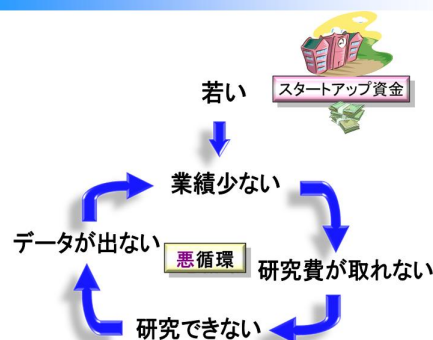 スタートアップ資金
若い
業績少ない
研究費が取れない
研究できない
データが出ない
悪循環